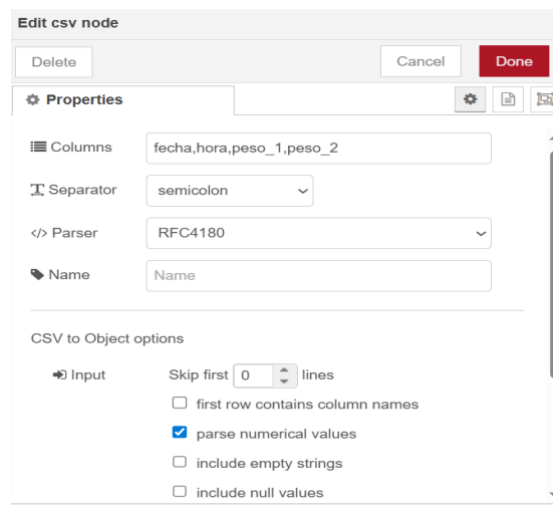 Edit csv node
Delete
Cancel
Done
Properties
Columns
fecha,hora,peso_1,peso_2
Separator
semicolon
Parser
RFC4180
Name
Name
CSV to Object options
Input
Skip first 0 lines
first row contains column names
parse numerical values
include empty strings
include null values